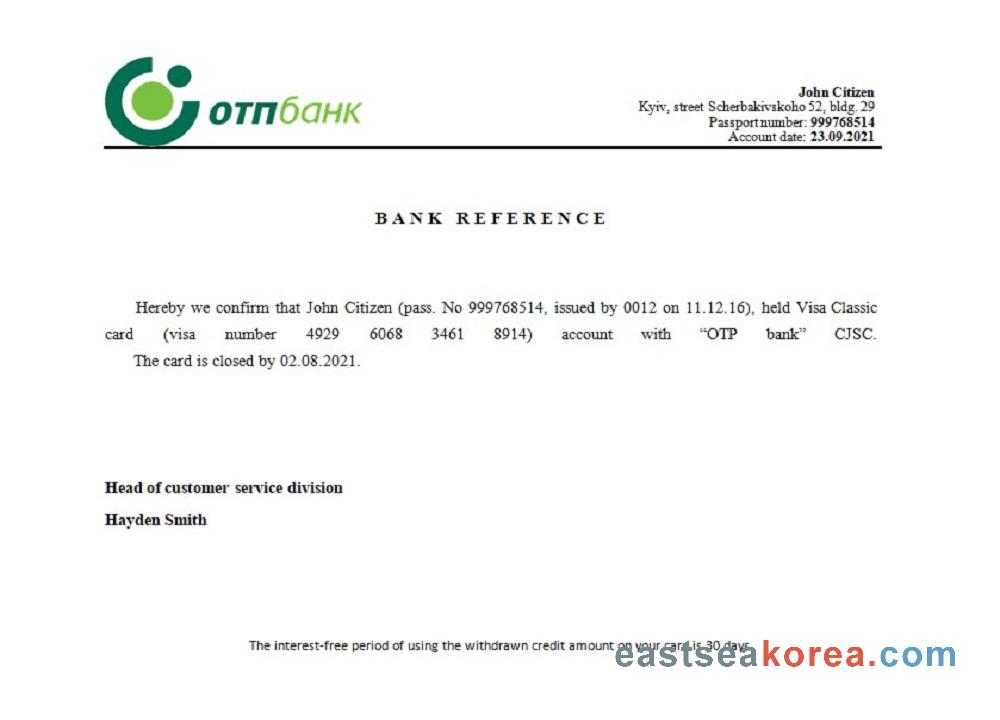 отпбанк
John Citizen
Kyiv, street Scherbakivskoho 52, bldg. 29
Passport number: 999768514
Account date: 23.09.2021
BANK REFERENCE
Hereby we confirm that John Citizen (pass. No 999768514, issued by 0012 on 11.12.16), held Visa Classic
card (visa number 4929 6068 3461 8914) account with “OTP bank” CJSC.
The card is closed by 02.08.2021.
Head of customer service division
Hayden Smith
The interest-free period of using the withdrawn credit amount on your card is 30 days
eastseakorea.com